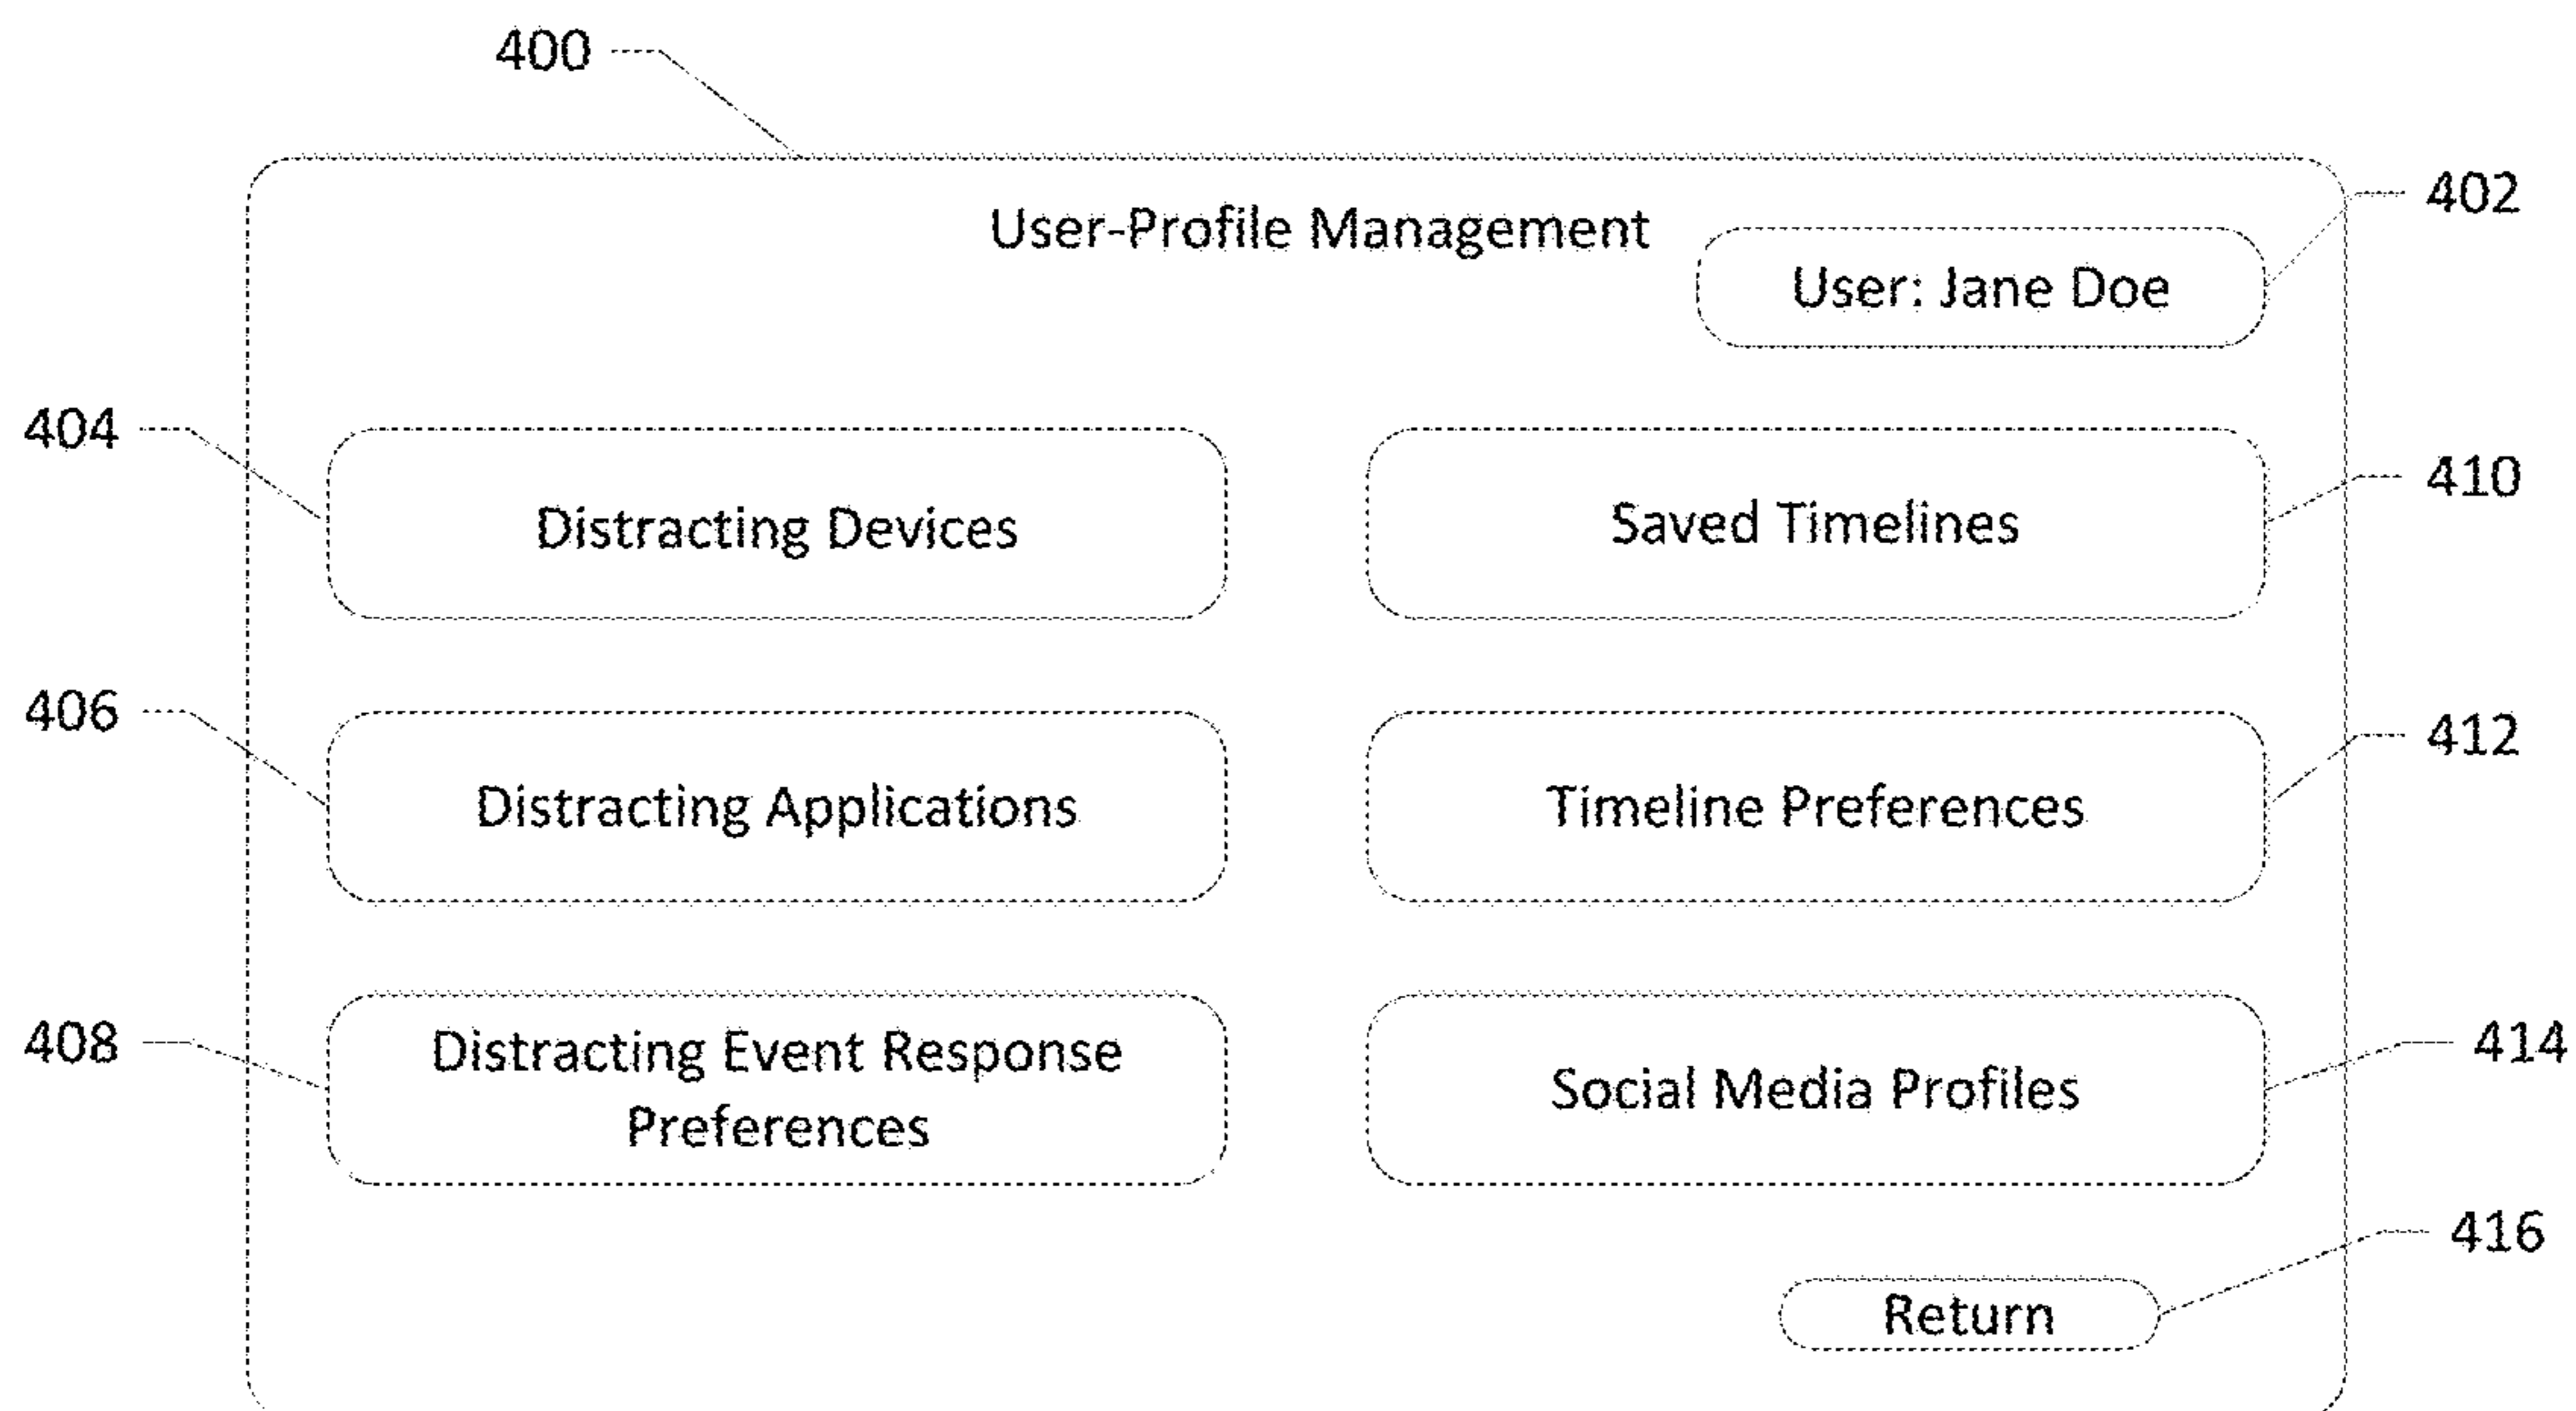 400
User-Profile Management
402
User: Jane Doe
404
Distracting Devices
Saved Timelines
410
406
Distracting Applications
Timeline Preferences
412
408
Distracting Event Response
Preferences
Social Media Profiles
414
416
Return